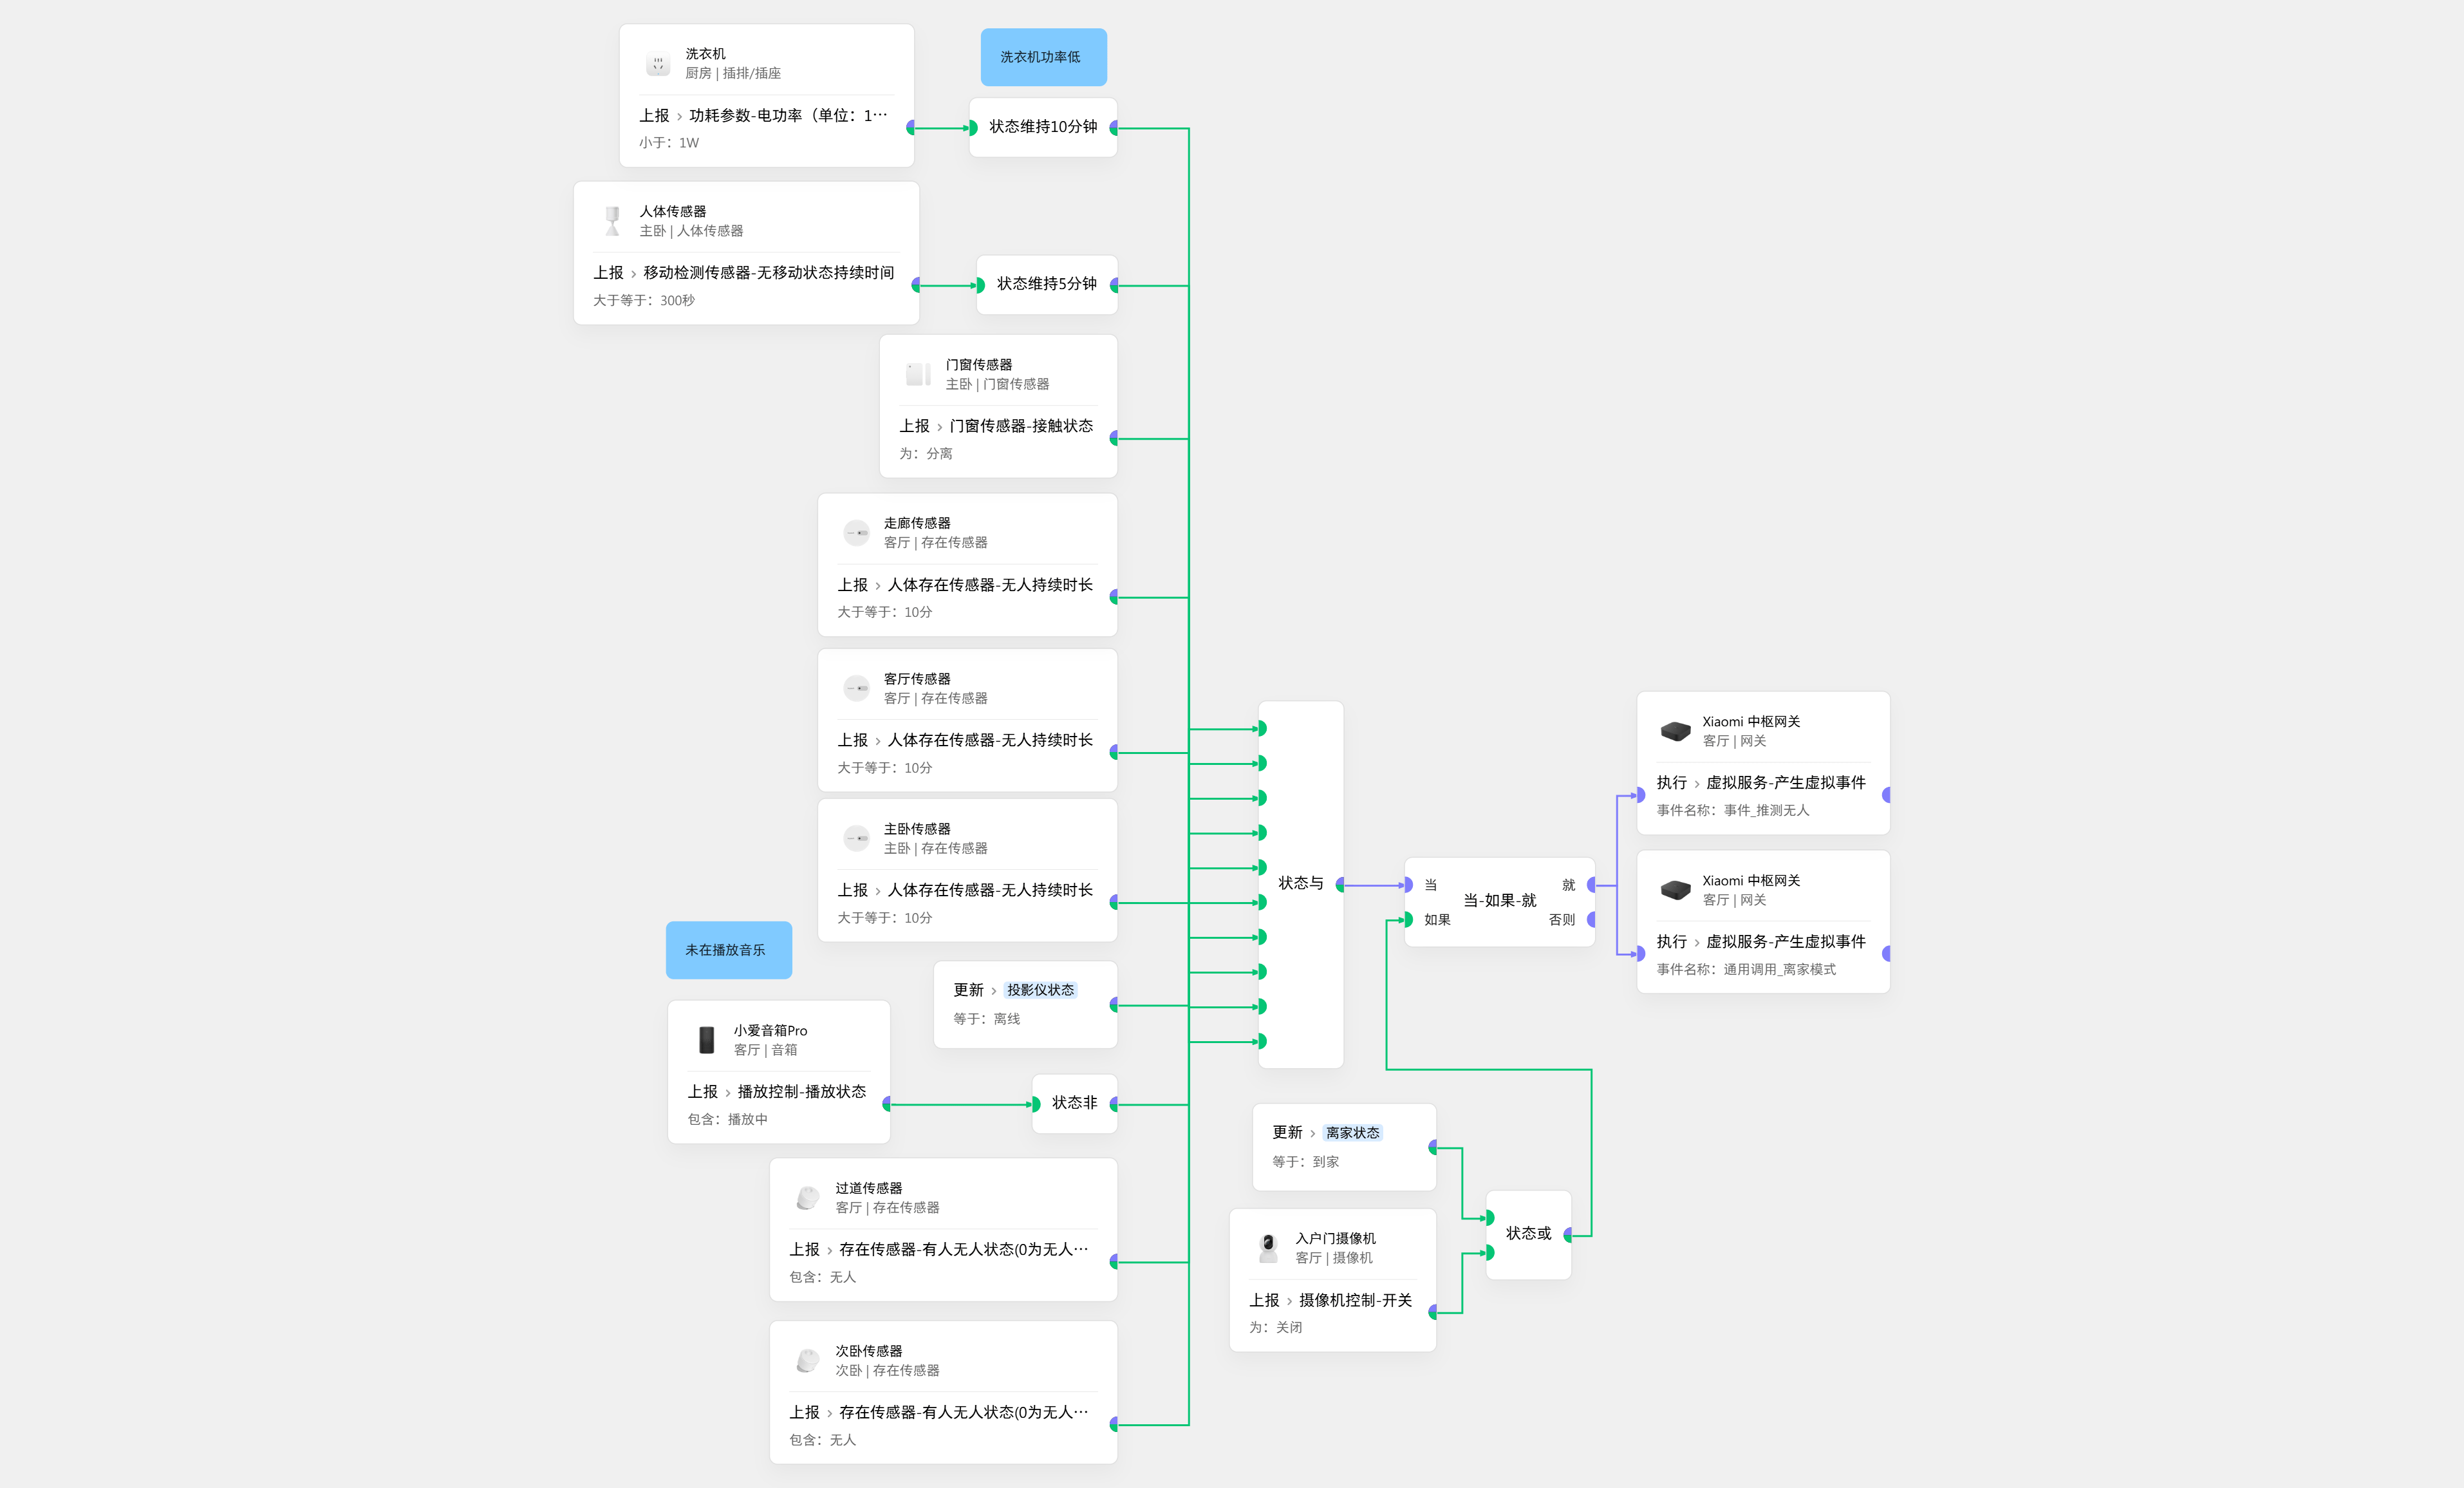 洗衣机
厨房 | 插排/插座
上报 › 功耗参数-电功率（单位：1···
小于：1W
洗衣机功率低
状态维持10分钟
人体传感器
主卧 | 人体传感器
上报 › 移动检测传感器-无移动状态持续时间
大于等于：300秒
状态维持5分钟
门窗传感器
主卧 | 门窗传感器
上报 › 门窗传感器-接触状态
为：分离
走廊传感器
客厅 | 存在传感器
上报 › 人体存在传感器-无人持续时长
大于等于：10分
客厅传感器
客厅 | 存在传感器
上报 › 人体存在传感器-无人持续时长
大于等于：10分
主卧传感器
主卧 | 存在传感器
上报 › 人体存在传感器-无人持续时长
大于等于：10分
未在播放音乐
更新 › 投影仪状态
等于：离线
小爱音箱Pro
客厅 | 音箱
上报 › 播放控制-播放状态
包含：播放中
状态非
过道传感器
客厅 | 存在传感器
上报 › 存在传感器-有人无人状态(0为无人···
包含：无人
次卧传感器
次卧 | 存在传感器
上报 › 存在传感器-有人无人状态(0为无人···
包含：无人
状态与
当
当-如果-就
就
如果
否则
Xiaomi 中枢网关
客厅 | 网关
执行 › 虚拟服务-产生虚拟事件
事件名称：事件_推测无人
Xiaomi 中枢网关
客厅 | 网关
执行 › 虚拟服务-产生虚拟事件
事件名称：通用调用_离家模式
更新 › 离家状态
等于：到家
入户门摄像机
客厅 | 摄像机
上报 › 摄像机控制-开关
为：关闭
状态或